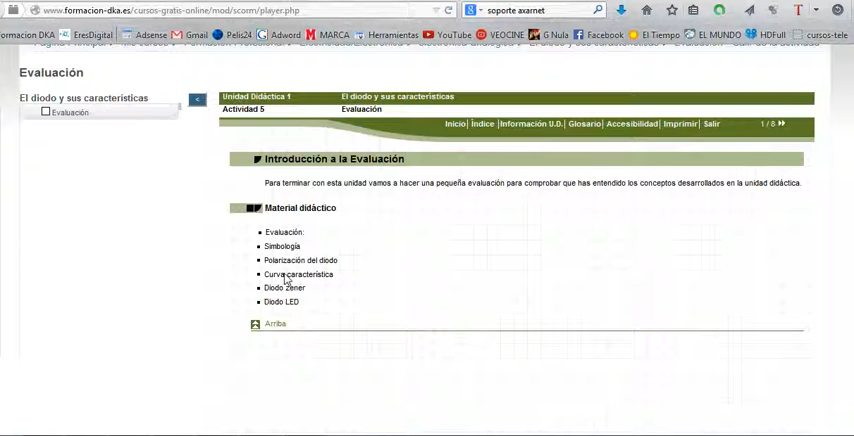 www.formacion-dka.es/cursos-gratis-online/mod/scorm/player.php
soporte axarnet
ormacion DKA EresDigital Adsense Gmail Pelis24 Adword MARCA Herramientas YouTube VEOCINE G Nula Facebook El Tiempo EL MUNDO HDFull cursos-tele
Evaluación
El diodo y sus características
Evaluación
<
Unidad Didáctica 1 El diodo y sus características
Actividad 5 Evaluación
Inicio| Índice |Información U.D.| Glosario| Accesibilidad| Imprimir| Salir 1 / 8
Introducción a la Evaluación
Para terminar con esta unidad vamos a hacer una pequeña evaluación para comprobar que has entendido los conceptos desarrollados en la unidad didáctica.
Material didáctico
Evaluación:
Simbología
Polarización del diodo
Curva característica
Diodo zener
Diodo LED
Arriba